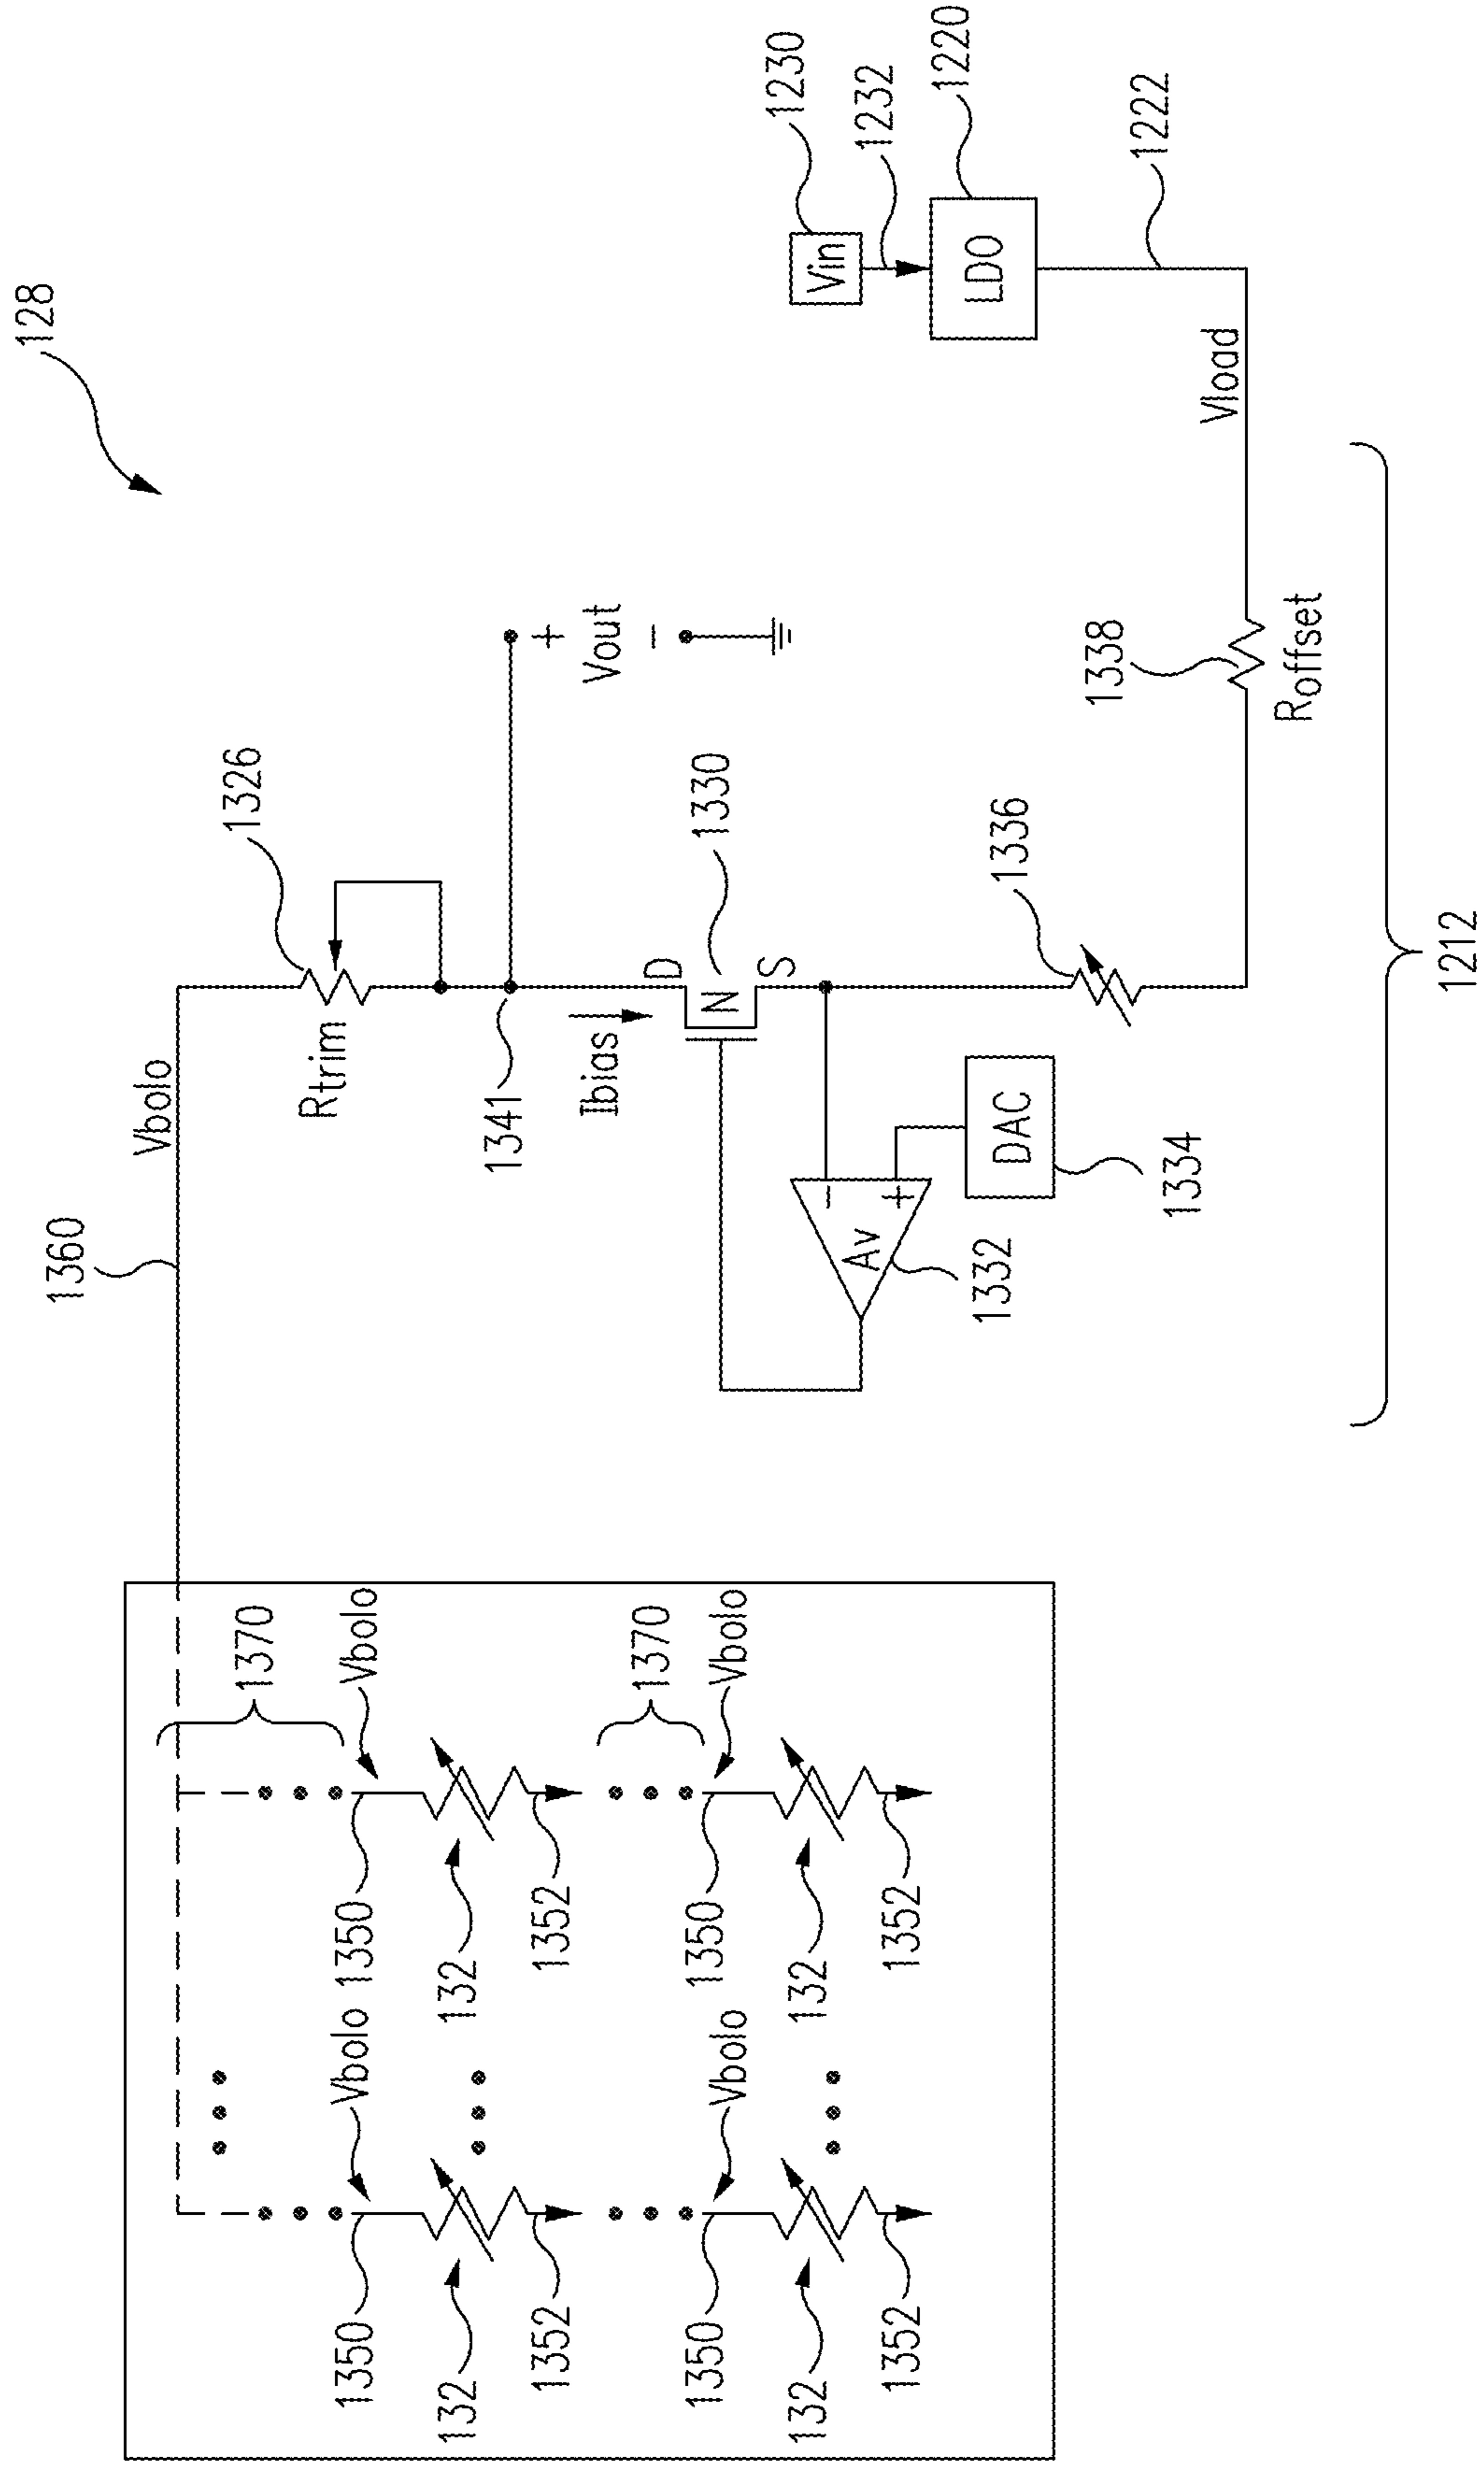 128
1360
Vbolo
1326
Rtrim
1341
Ibias
+
Vout
−
D
N
S
1330
1230
Vin
1232
LDO
1220
1222
Vload
−
+
Av
1332
DAC
1334
1336
1338
Roffset
1212
1370
Vbolo
Vbolo
1350
1350
132
132
1352
1352
1370
Vbolo
Vbolo
1350
1350
132
132
1352
1352